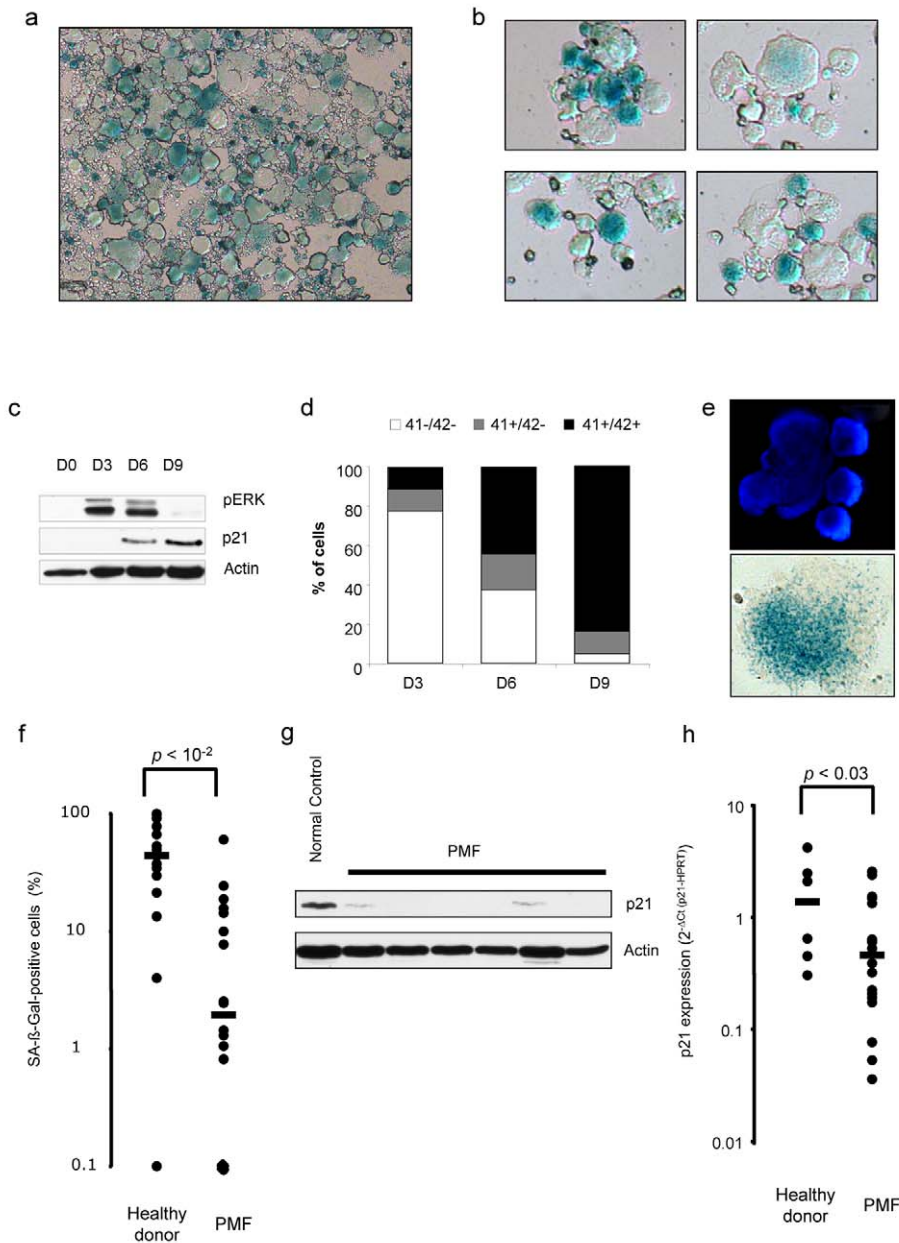 a
b
c
D0 D3 D6 D9
pERK
p21
Actin
d
41-/42- 41+/42- 41+/42+
% of cells
100
80
60
40
20
0
D3 D6 D9
e
f
p < 10-2
SA-ß-Gal-positive cells (%)
100
10
1
0.1
Healthy donor
PMF
g
Normal Control
PMF
p21
Actin
h
p < 0.03
p21 expression (2-ΔCt (p21-HPRT))
10
1
0.1
0.01
Healthy donor
PMF